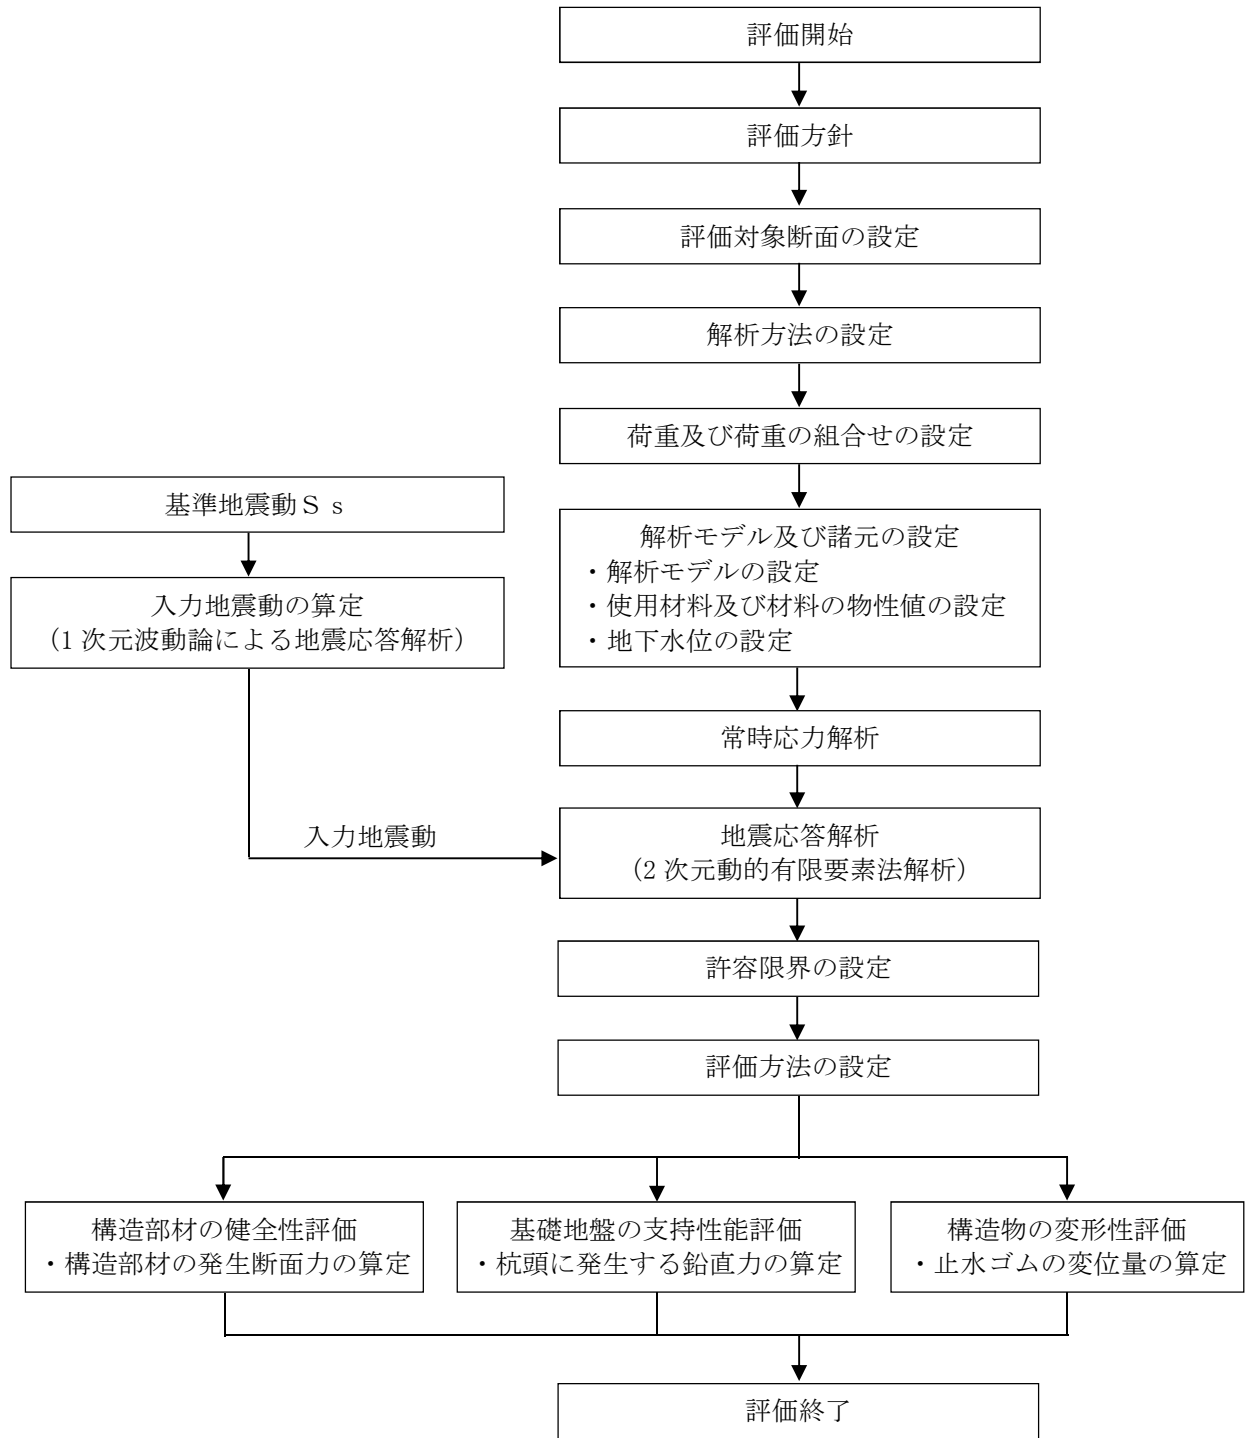 評価開始
評価方針
評価対象断面の設定
解析方法の設定
荷重及び荷重の組合せの設定
基準地震動Ｓｓ
入力地震動の算定
（1 次元波動論による地震応答解析）
解析モデル及び諸元の設定
・解析モデルの設定
・使用材料及び材料の物性値の設定
・地下水位の設定
常時応力解析
入力地震動
地震応答解析
（2 次元動的有限要素法解析）
許容限界の設定
評価方法の設定
構造部材の健全性評価
・構造部材の発生断面力の算定
基礎地盤の支持性能評価
・杭頭に発生する鉛直力の算定
構造物の変形性評価
・止水ゴムの変位量の算定
評価終了